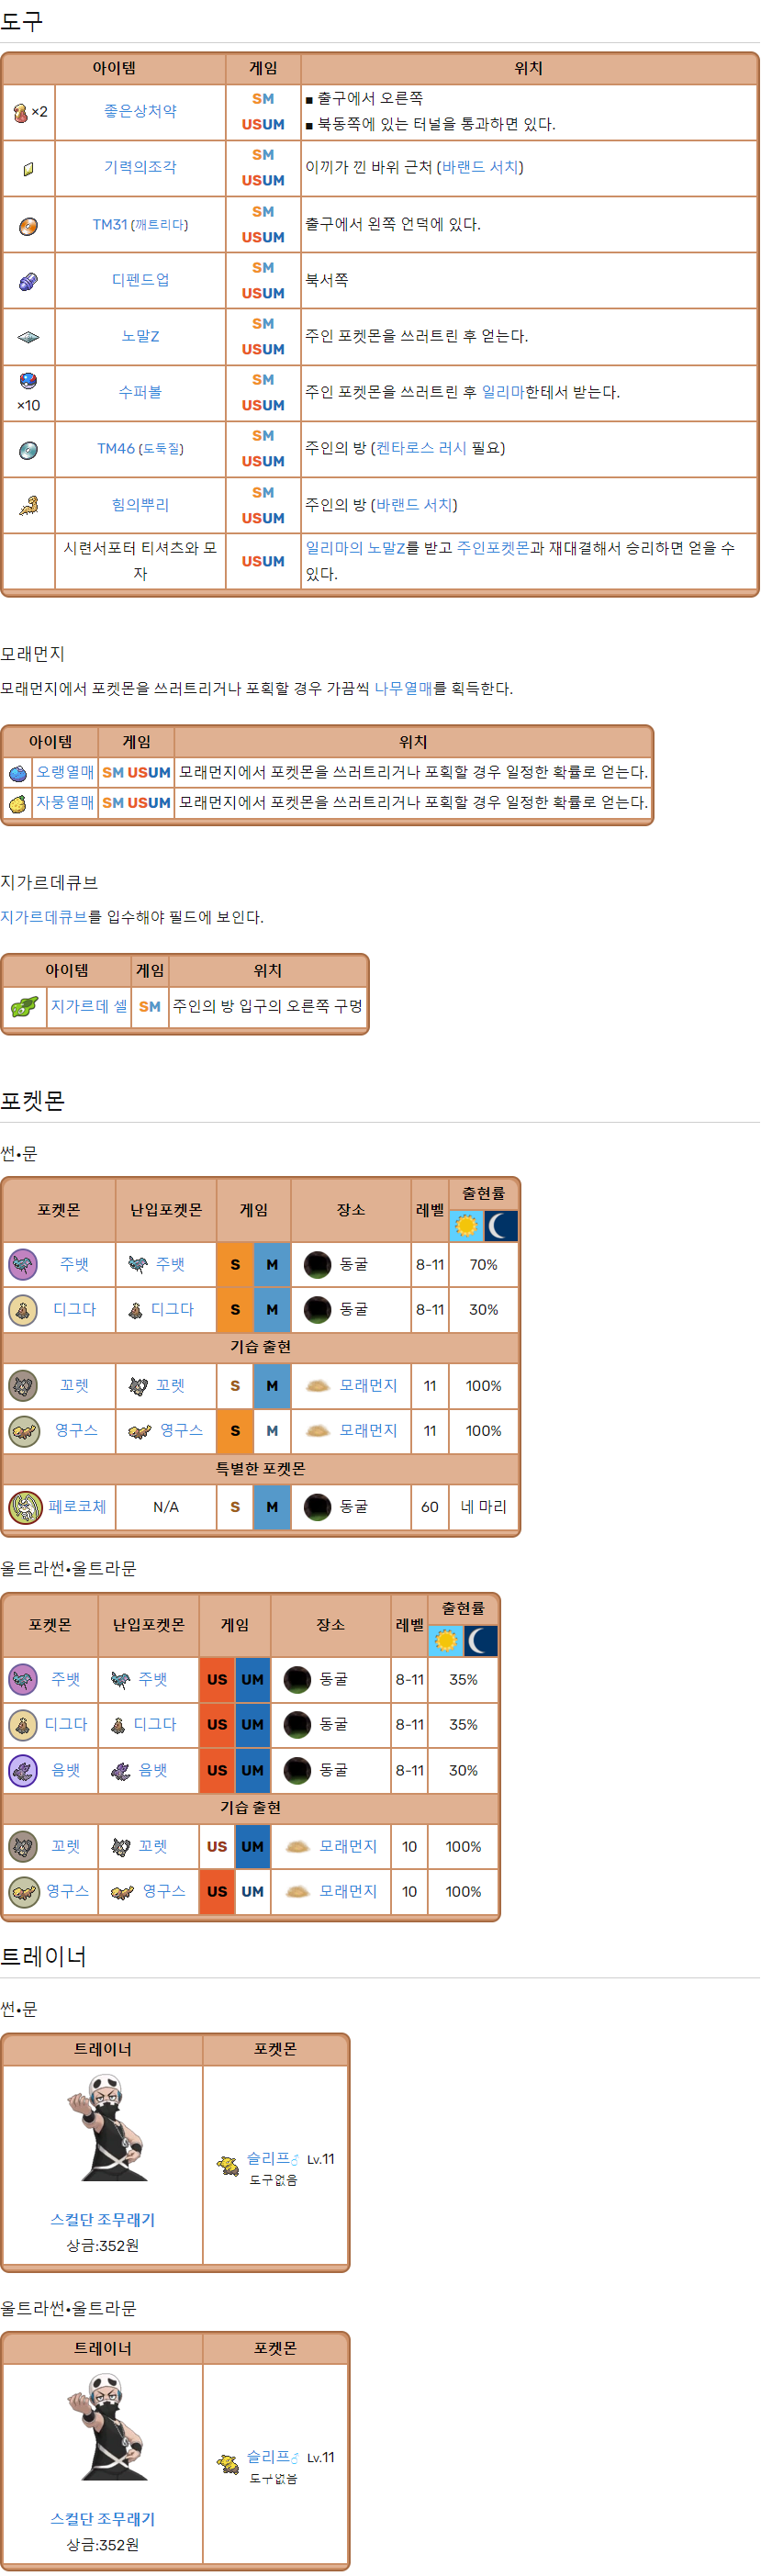 도구
아이템 게임 위치
×2 좋은상처약 SM USUM ■ 출구에서 오른쪽
■ 북동쪽에 있는 터널을 통과하면 있다.
기력의조각 SM USUM 이끼가 낀 바위 근처 (바랜드 서치)
TM31 (깨트리다) SM USUM 출구에서 왼쪽 언덕에 있다.
디펜드업 SM USUM 북서쪽
노말Z SM USUM 주인 포켓몬을 쓰러트린 후 얻는다.
×10 수퍼볼 SM USUM 주인 포켓몬을 쓰러트린 후 일리마한테서 받는다.
TM46 (도둑질) SM USUM 주인의 방 (켄타로스 러시 필요)
힘의뿌리 SM USUM 주인의 방 (바랜드 서치)
시련서포터 티셔츠와 모자 USUM 일리마의 노말Z를 받고 주인포켓몬과 재대결해서 승리하면 얻을 수
있다.
모래먼지
모래먼지에서 포켓몬을 쓰러트리거나 포획할 경우 가끔씩 나무열매를 획득한다.
아이템 게임 위치
오랭열매 SM USUM 모래먼지에서 포켓몬을 쓰러트리거나 포획할 경우 일정한 확률로 얻는다.
자뭉열매 SM USUM 모래먼지에서 포켓몬을 쓰러트리거나 포획할 경우 일정한 확률로 얻는다.
지가르데큐브
지가르데큐브를 입수해야 필드에 보인다.
아이템 게임 위치
지가르데 셀 SM 주인의 방 입구의 오른쪽 구멍
포켓몬
썬•문
포켓몬 난입포켓몬 게임 장소 레벨 출현률
주뱃 주뱃 S M 동굴 8-11 70%
디그다 디그다 S M 동굴 8-11 30%
기습 출현
꼬렛 꼬렛 S M 모래먼지 11 100%
영구스 영구스 S M 모래먼지 11 100%
특별한 포켓몬
페로코체 N/A S M 동굴 60 네 마리
울트라썬•울트라문
포켓몬 난입포켓몬 게임 장소 레벨 출현률
주뱃 주뱃 US UM 동굴 8-11 35%
디그다 디그다 US UM 동굴 8-11 35%
음뱃 음뱃 US UM 동굴 8-11 30%
기습 출현
꼬렛 꼬렛 US UM 모래먼지 10 100%
영구스 영구스 US UM 모래먼지 10 100%
트레이너
썬•문
트레이너 포켓몬
슬리프♂ Lv.11
도구없음
스컬단 조무래기
상금:352원
울트라썬•울트라문
트레이너 포켓몬
슬리프♂ Lv.11
도구없음
스컬단 조무래기
상금:352원